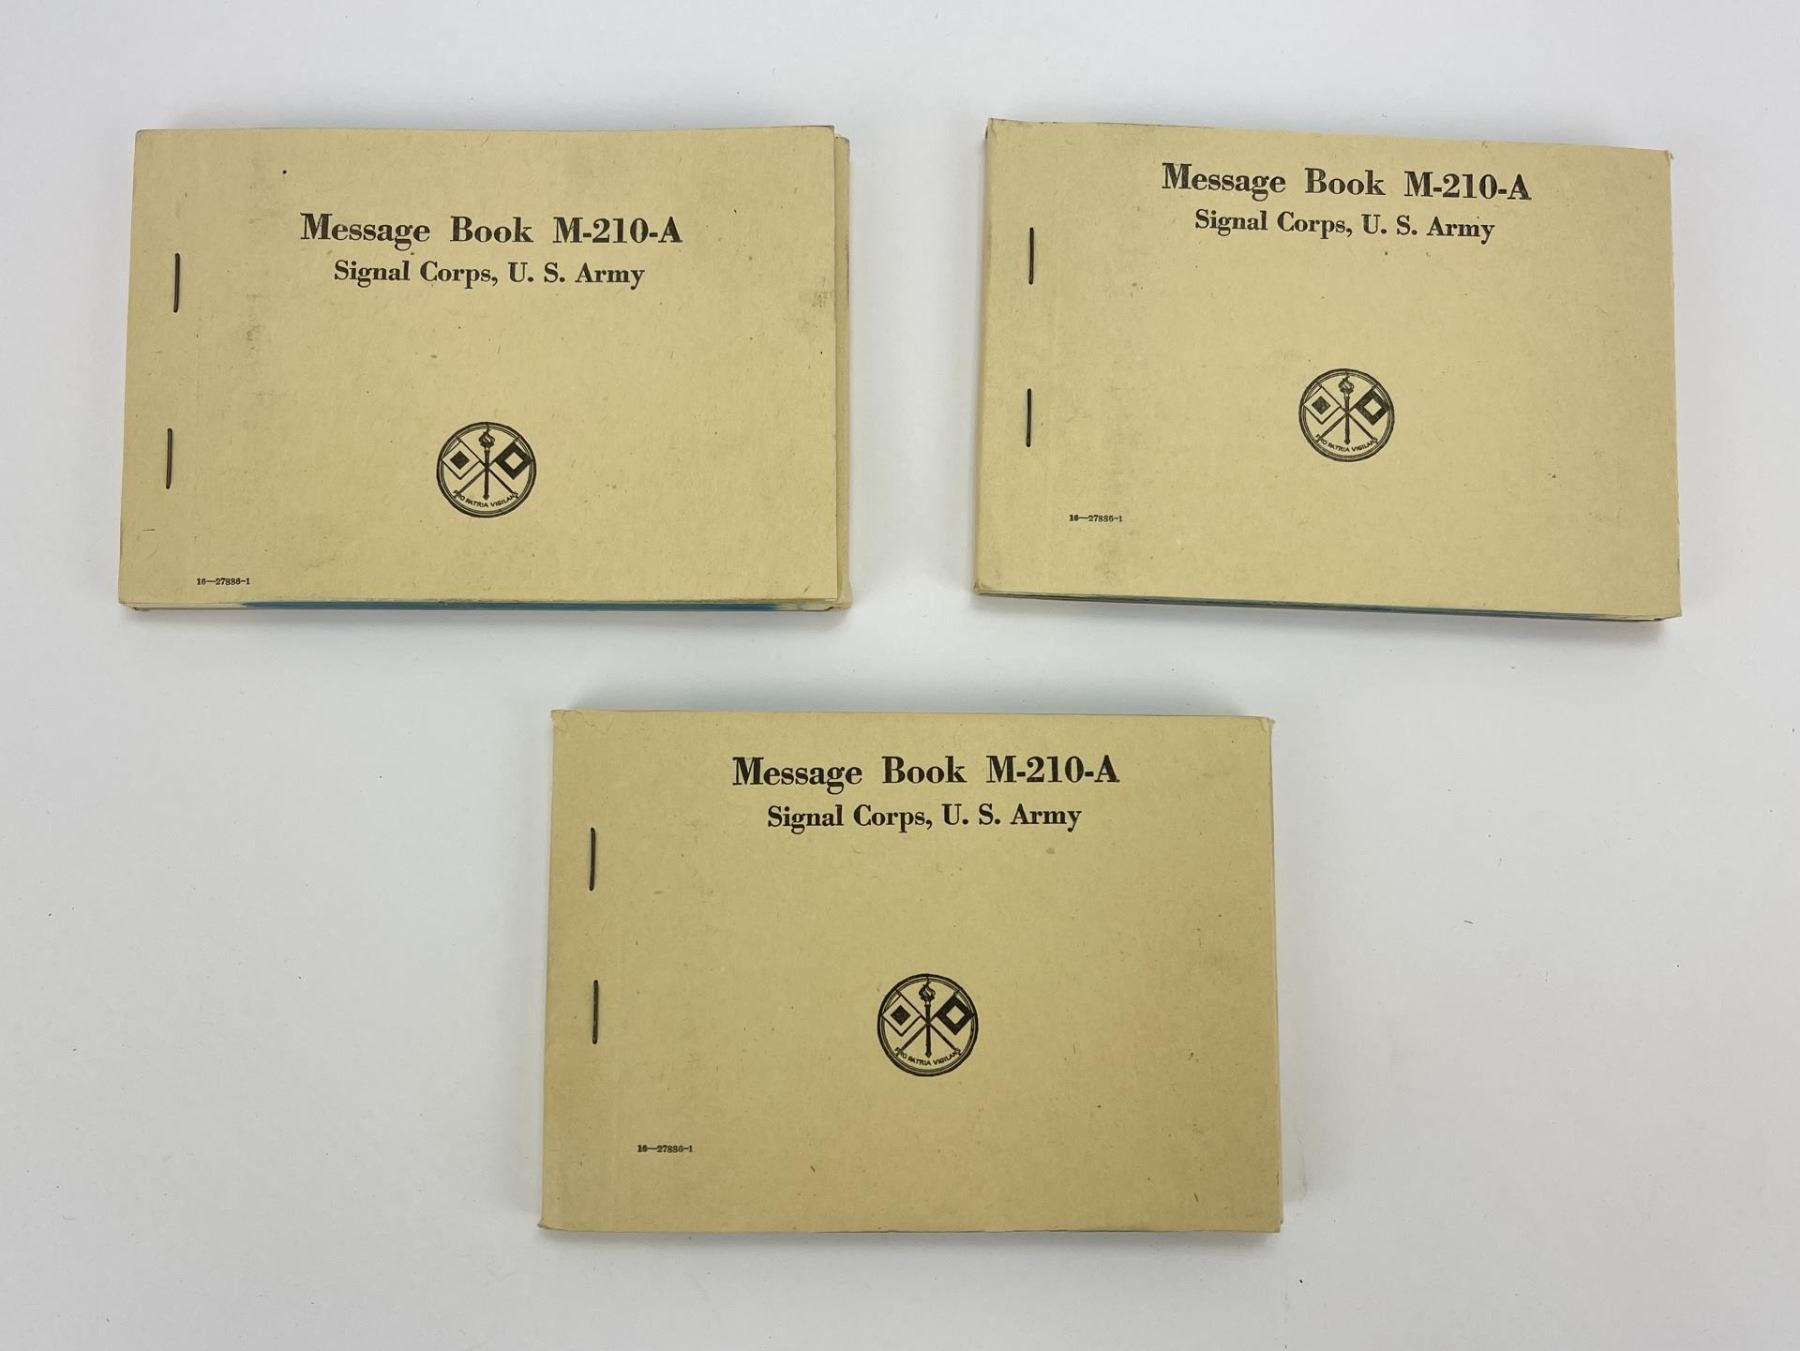 Message Book M-210-A
Signal Corps, U. S. Army
PRO PATRIA VIGILANS
16—27886-1
Message Book M-210-A
Signal Corps, U. S. Army
PRO PATRIA VIGILANS
16—27886-1
Message Book M-210-A
Signal Corps, U. S. Army
PRO PATRIA VIGILANS
16—27886-1